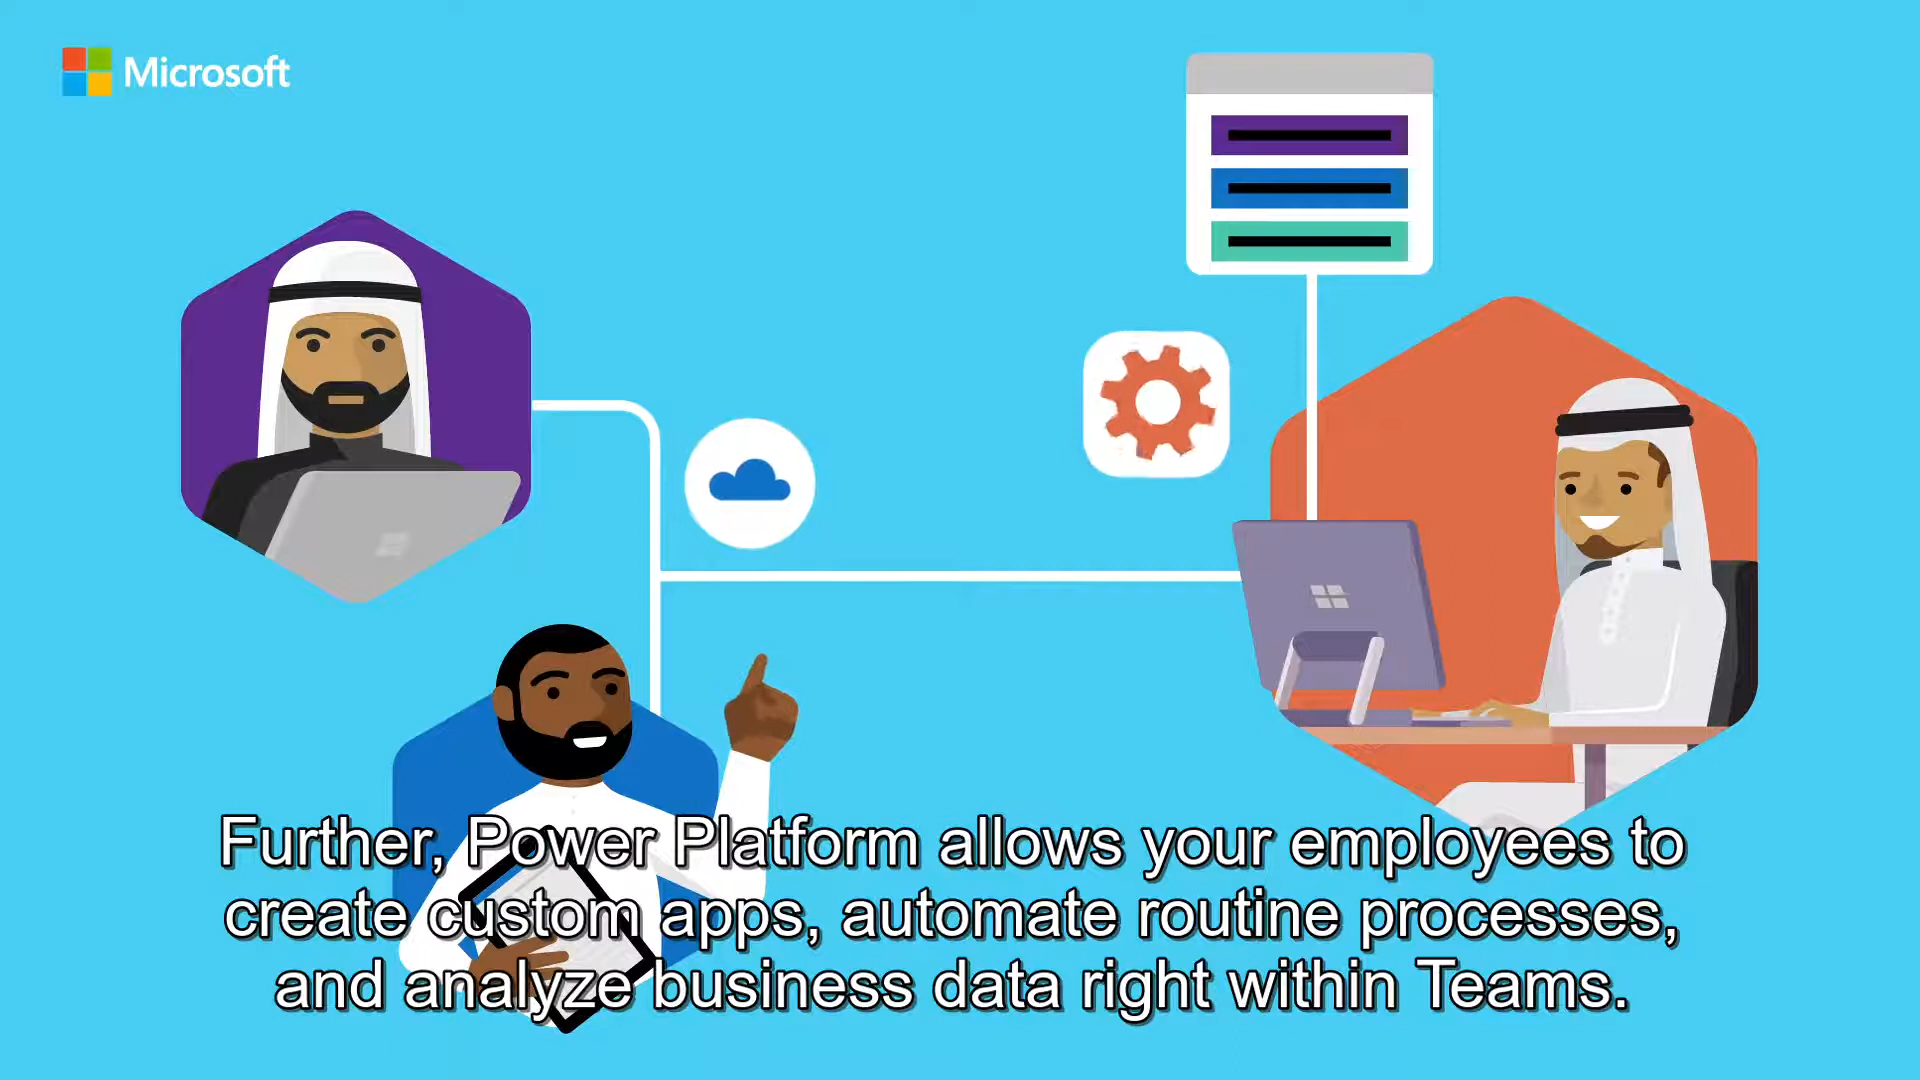 Microsoft
Further, Power Platform allows your employees to
create custom apps, automate routine processes,
and analyze business data right within Teams.